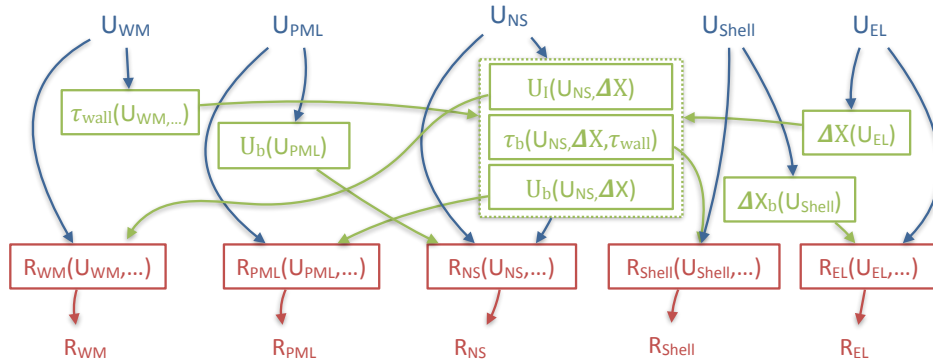 U_WM U_PML U_NS U_Shell U_EL
U_I(U_NS,ΔX)
τ_wall(U_WM,...)
τ_b(U_NS,ΔX,τ_wall)
ΔX(U_EL)
U_b(U_PML)
U_b(U_NS,ΔX)
ΔX_b(U_Shell)
R_WM(U_WM,...) R_PML(U_PML,...) R_NS(U_NS,...) R_Shell(U_Shell,...) R_EL(U_EL,...)
R_WM R_PML R_NS R_Shell R_EL